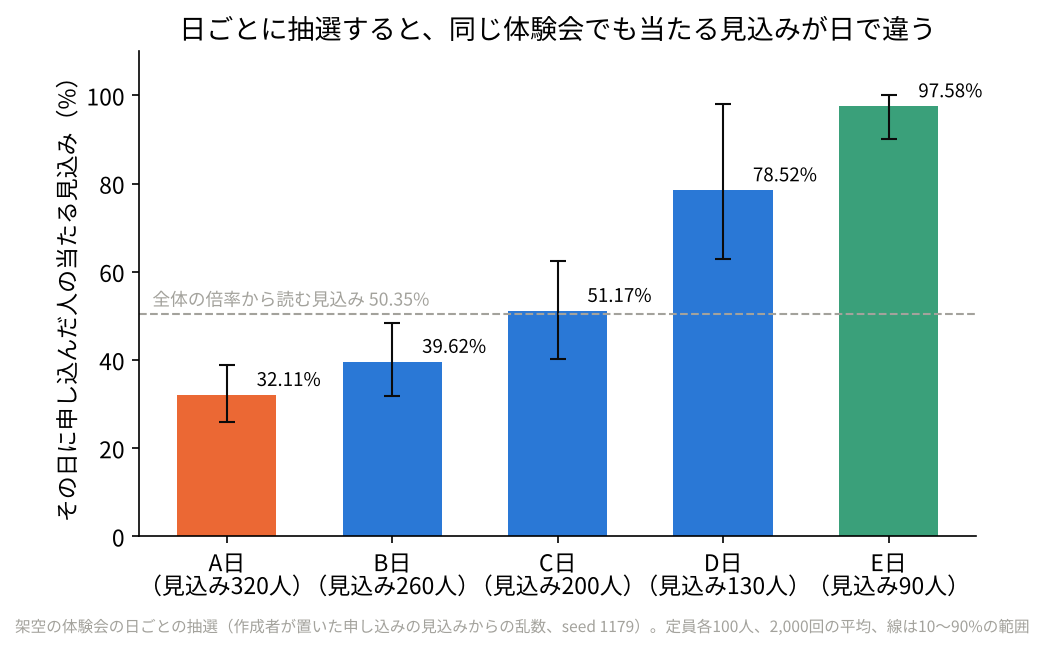 日ごとに抽選すると、同じ体験会でも当たる見込みが日で違う
その日に申し込んだ人の当たる見込み（%）
100
80
60
40
20
0
97.58%
78.52%
51.17%
39.62%
32.11%
全体の倍率から読む見込み 50.35%
A日
（見込み320人）
B日
（見込み260人）
C日
（見込み200人）
D日
（見込み130人）
E日
（見込み90人）
架空の体験会の日ごとの抽選（作成者が置いた申し込みの見込みからの乱数、seed 1179）。定員各100人、2,000回の平均、線は10～90%の範囲